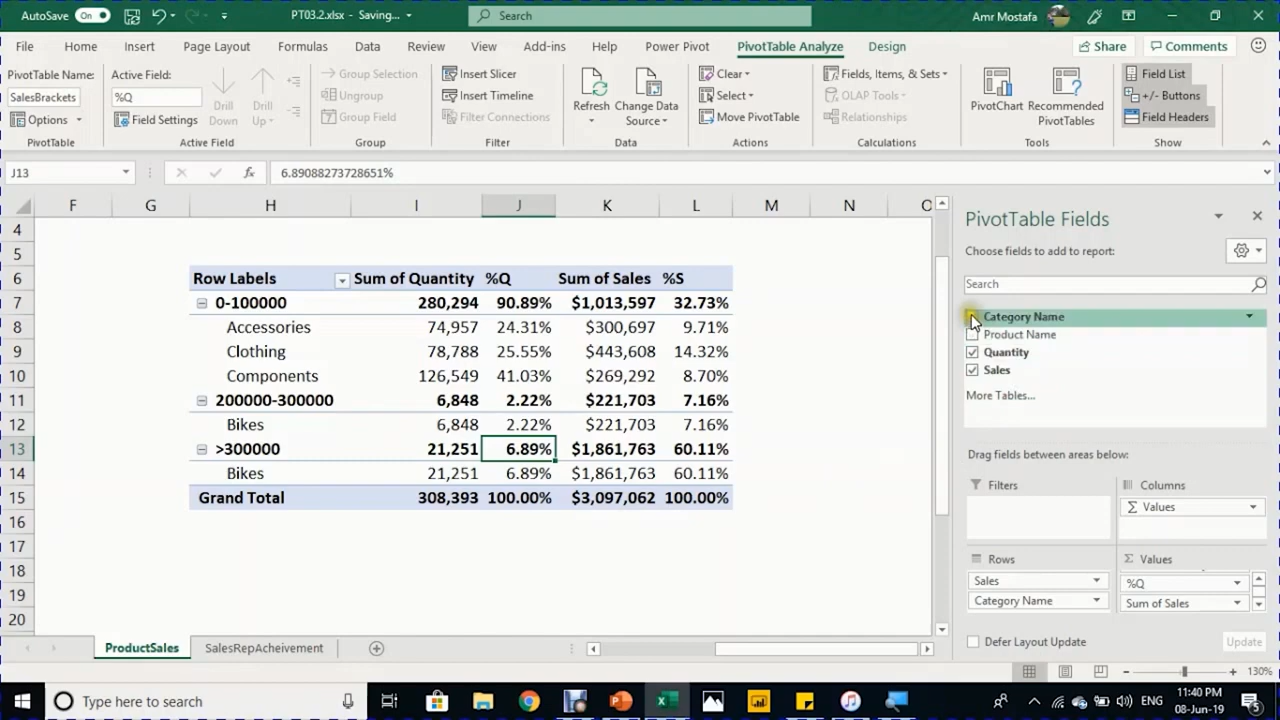 AutoSave On PT03.2.xlsx - Saving... Search Amr Mostafa
File Home Insert Page Layout Formulas Data Review View Add-ins Help Power Pivot PivotTable Analyze Design Share Comments
PivotTable Name:
SalesBrackets
Options
PivotTable
Active Field:
%Q
Field Settings
Drill Down
Drill Up
Active Field
Group Selection
Ungroup
Group Field
Group
Insert Slicer
Insert Timeline
Filter Connections
Filter
Refresh
Change Data Source
Data
Clear
Select
Move PivotTable
Actions
Fields, Items, & Sets
OLAP Tools
Relationships
Calculations
PivotChart
Recommended PivotTables
Tools
Field List
+/- Buttons
Field Headers
Show
J13 fx 6.89088273728651%
F G H I J K L M N O
4
5
6 Row Labels Sum of Quantity %Q Sum of Sales %S
7 0-100000 280,294 90.89% $1,013,597 32.73%
8 Accessories 74,957 24.31% $300,697 9.71%
9 Clothing 78,788 25.55% $443,608 14.32%
10 Components 126,549 41.03% $269,292 8.70%
11 200000-300000 6,848 2.22% $221,703 7.16%
12 Bikes 6,848 2.22% $221,703 7.16%
13 >300000 21,251 6.89% $1,861,763 60.11%
14 Bikes 21,251 6.89% $1,861,763 60.11%
15 Grand Total 308,393 100.00% $3,097,062 100.00%
16
17
18
19
20
PivotTable Fields
Choose fields to add to report:
Search
Category Name
Product Name
Quantity
Sales
More Tables...
Drag fields between areas below:
Filters
Columns
Σ Values
Rows
Sales
Category Name
Σ Values
%Q
Sum of Sales
Defer Layout Update Update
ProductSales SalesRepAcheivement
130%
Type here to search
ENG
11:40 PM
08-Jun-19
5